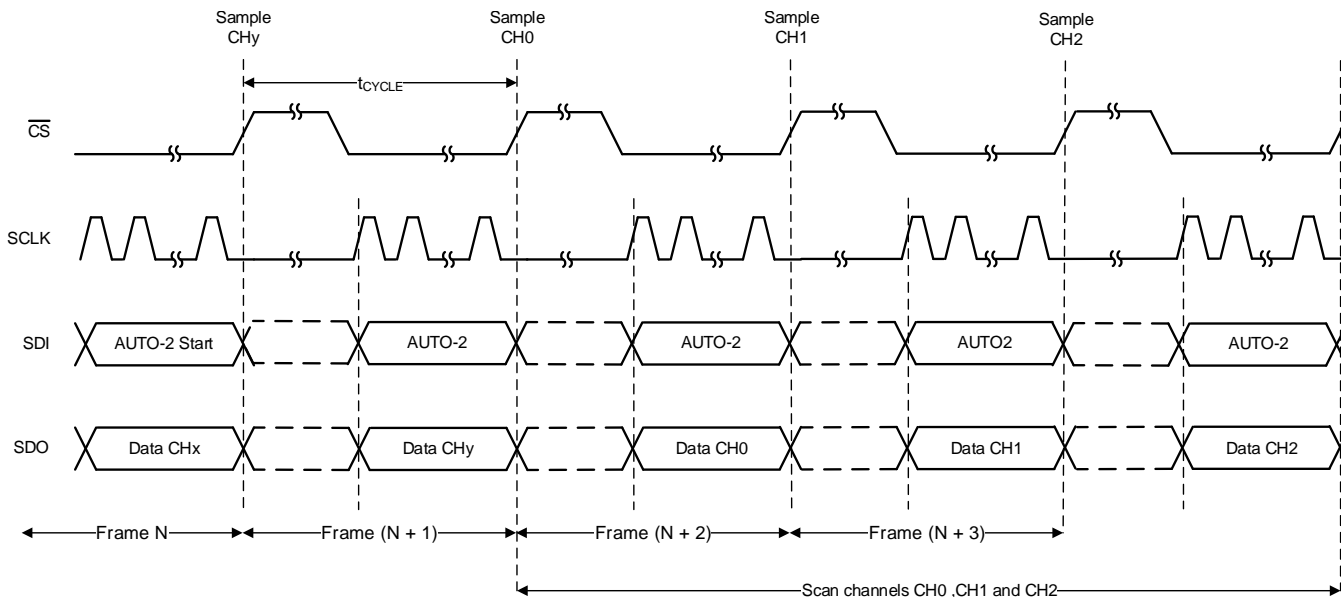 Sample
CHy
Sample
CH0
Sample
CH1
Sample
CH2
tCYCLE
CS
SCLK
SDI
AUTO-2 Start
AUTO-2
AUTO-2
AUTO2
AUTO-2
SDO
Data CHx
Data CHy
Data CH0
Data CH1
Data CH2
Frame N
Frame (N + 1)
Frame (N + 2)
Frame (N + 3)
Scan channels CH0 ,CH1 and CH2